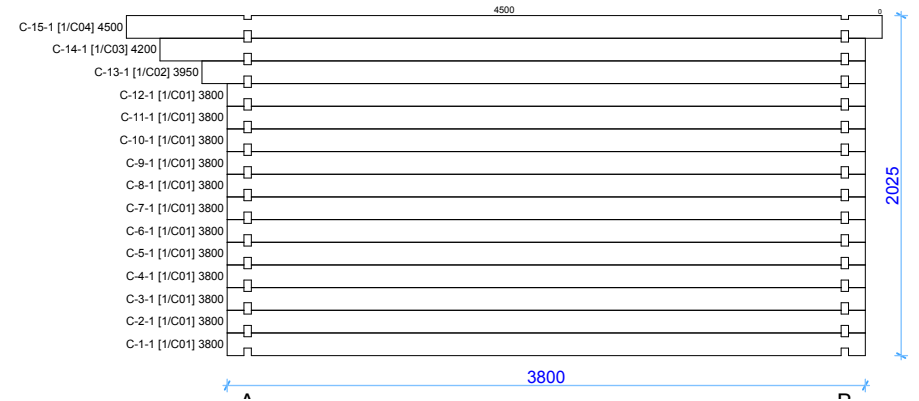 4500
0
C-15-1 [1/C04] 4500
C-14-1 [1/C03] 4200
C-13-1 [1/C02] 3950
C-12-1 [1/C01] 3800
C-11-1 [1/C01] 3800
C-10-1 [1/C01] 3800
C-9-1 [1/C01] 3800
C-8-1 [1/C01] 3800
C-7-1 [1/C01] 3800
C-6-1 [1/C01] 3800
C-5-1 [1/C01] 3800
C-4-1 [1/C01] 3800
C-3-1 [1/C01] 3800
C-2-1 [1/C01] 3800
C-1-1 [1/C01] 3800
2025
3800
A